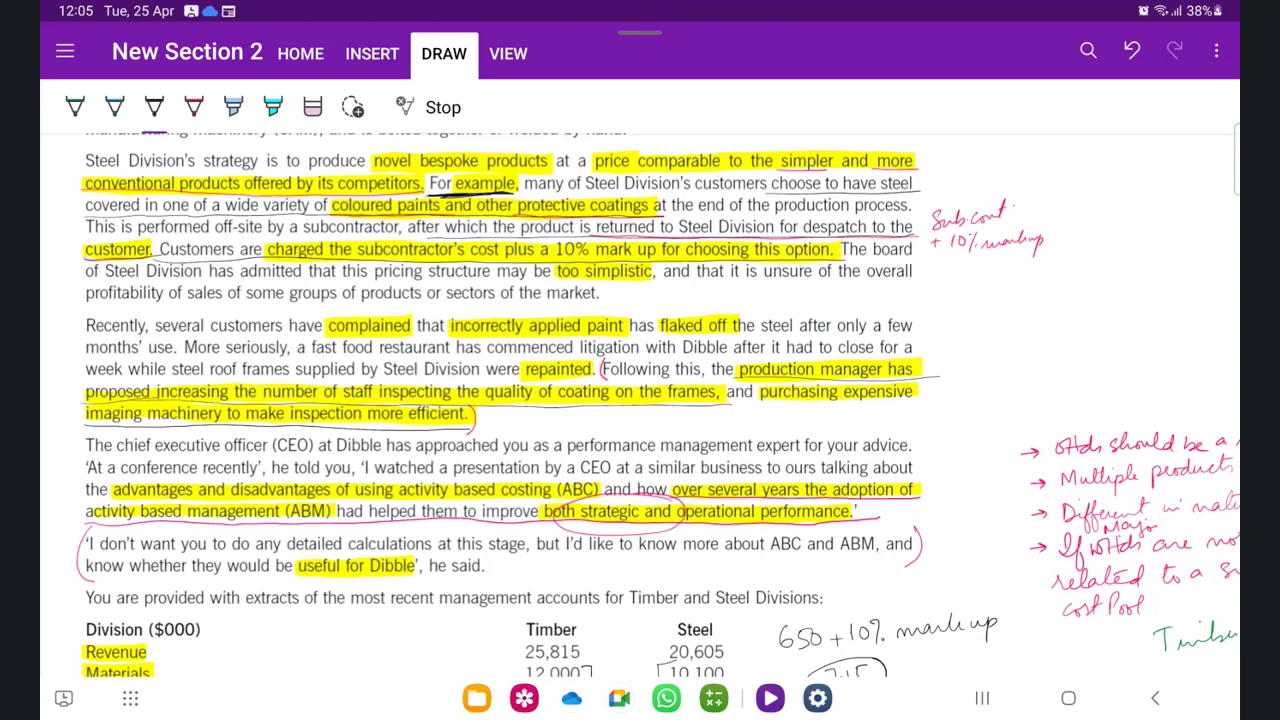 12:05 Tue, 25 Apr
38%
New Section 2 HOME INSERT DRAW VIEW
Stop
Steel Division's strategy is to produce novel bespoke products at a price comparable to the simpler and more
conventional products offered by its competitors. For example, many of Steel Division's customers choose to have steel
covered in one of a wide variety of coloured paints and other protective coatings at the end of the production process.
This is performed off-site by a subcontractor, after which the product is returned to Steel Division for despatch to the
customer. Customers are charged the subcontractor's cost plus a 10% mark up for choosing this option. The board
of Steel Division has admitted that this pricing structure may be too simplistic, and that it is unsure of the overall
profitability of sales of some groups of products or sectors of the market.
Subcont
+ 10% markup
Recently, several customers have complained that incorrectly applied paint has flaked off the steel after only a few
months' use. More seriously, a fast food restaurant has commenced litigation with Dibble after it had to close for a
week while steel roof frames supplied by Steel Division were repainted. (Following this, the production manager has
proposed increasing the number of staff inspecting the quality of coating on the frames, and purchasing expensive
imaging machinery to make inspection more efficient.)
The chief executive officer (CEO) at Dibble has approached you as a performance management expert for your advice.
'At a conference recently', he told you, 'I watched a presentation by a CEO at a similar business to ours talking about
the advantages and disadvantages of using activity based costing (ABC) and how over several years the adoption of
activity based management (ABM) had helped them to improve both strategic and operational performance.'
('I don't want you to do any detailed calculations at this stage, but I'd like to know more about ABC and ABM, and)
know whether they would be useful for Dibble', he said.
→ OHds should be a
→ Multiple products
→ Different in
Major
→ If OHds are not
related to a
cost Pool
You are provided with extracts of the most recent management accounts for Timber and Steel Divisions:
Division ($000) Timber Steel
650 + 10% mark up
Revenue 25,815 20,605
Materials 12,000 10,100
715